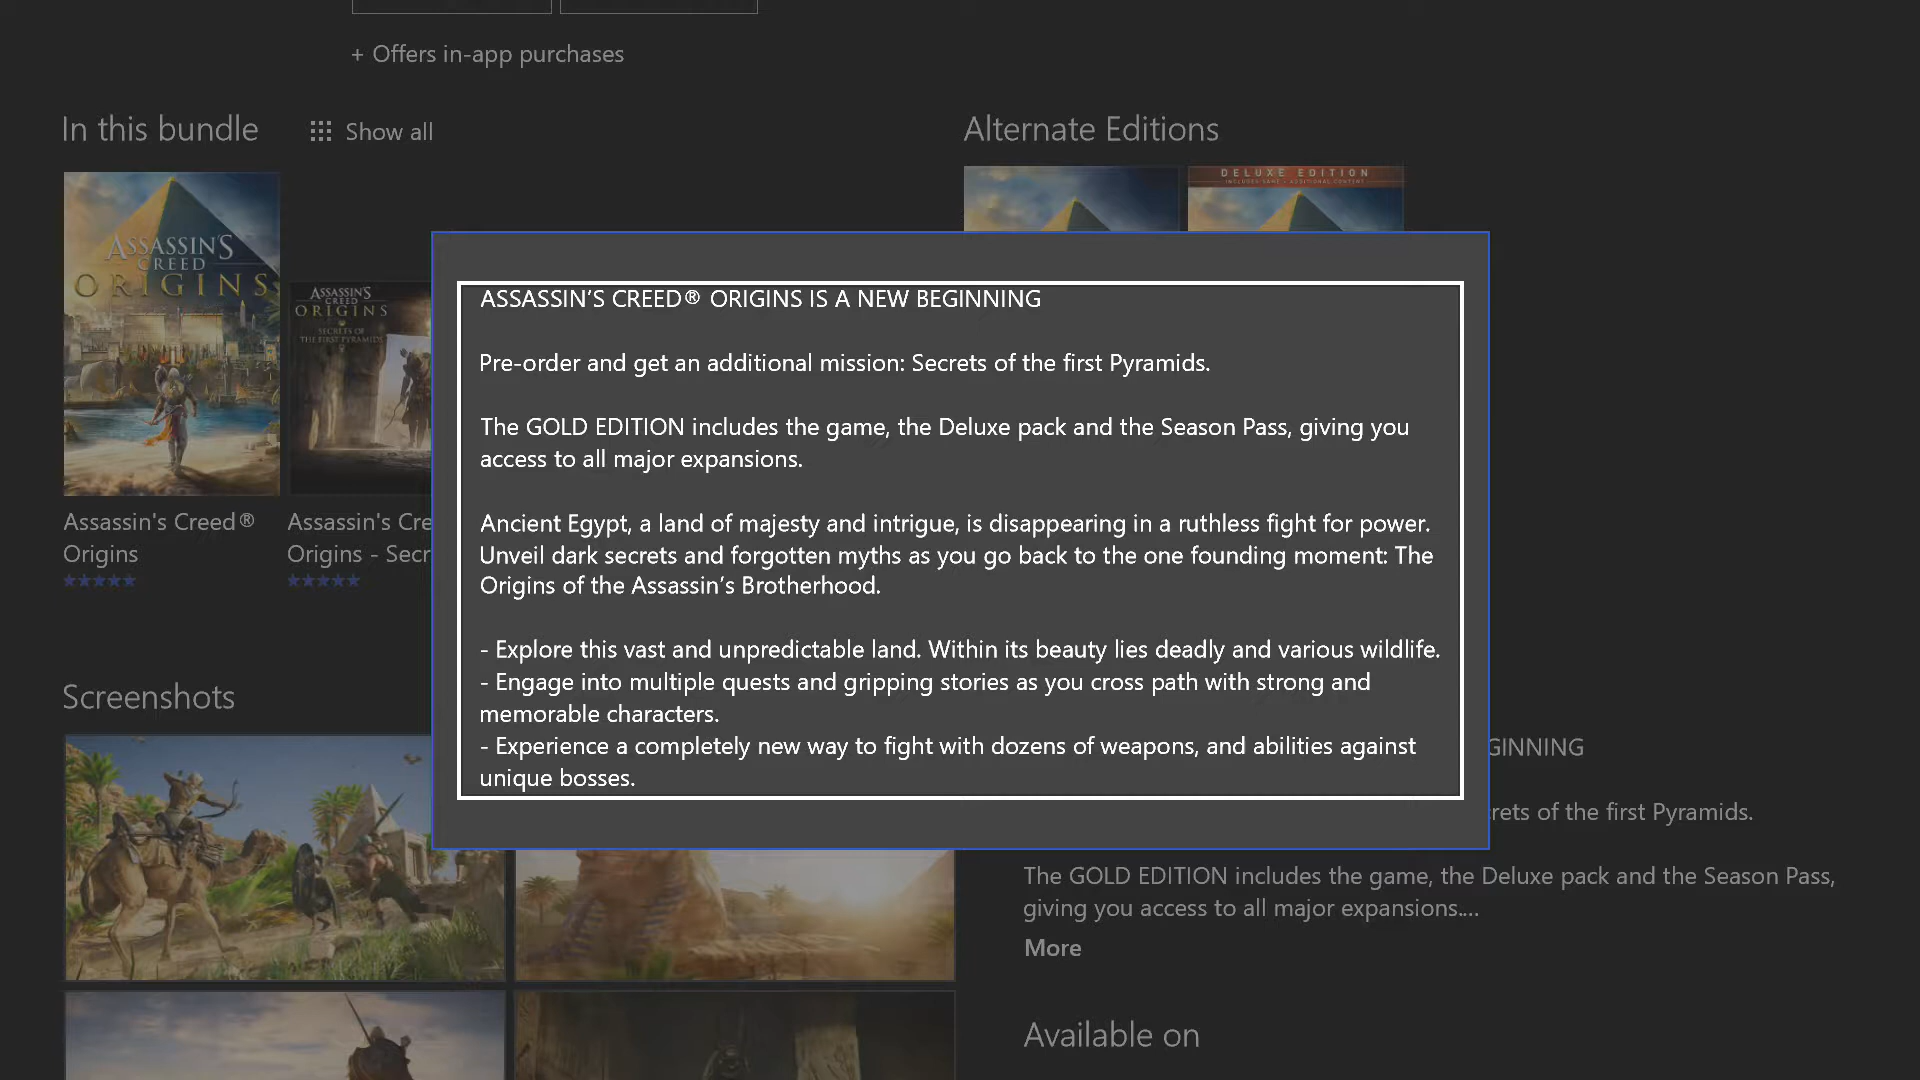 + Offers in-app purchases
In this bundle
Show all
Alternate Editions
ASSASSIN'S
CREED
ORIGINS
ASSASSIN'S
CREED
ORIGINS
SECRETS OF
THE FIRST PYRAMIDS
DELUXE EDITION
INCLUDES GAME + ADDITIONAL CONTENT
Assassin's Creed®
Origins
Assassin's Cre
Origins - Secr
ASSASSIN’S CREED® ORIGINS IS A NEW BEGINNING
Pre-order and get an additional mission: Secrets of the first Pyramids.
The GOLD EDITION includes the game, the Deluxe pack and the Season Pass, giving you
access to all major expansions.
Ancient Egypt, a land of majesty and intrigue, is disappearing in a ruthless fight for power.
Unveil dark secrets and forgotten myths as you go back to the one founding moment: The
Origins of the Assassin’s Brotherhood.
- Explore this vast and unpredictable land. Within its beauty lies deadly and various wildlife.
- Engage into multiple quests and gripping stories as you cross path with strong and
memorable characters.
- Experience a completely new way to fight with dozens of weapons, and abilities against
unique bosses.
Screenshots
GINNING
rets of the first Pyramids.
The GOLD EDITION includes the game, the Deluxe pack and the Season Pass,
giving you access to all major expansions....
More
Available on